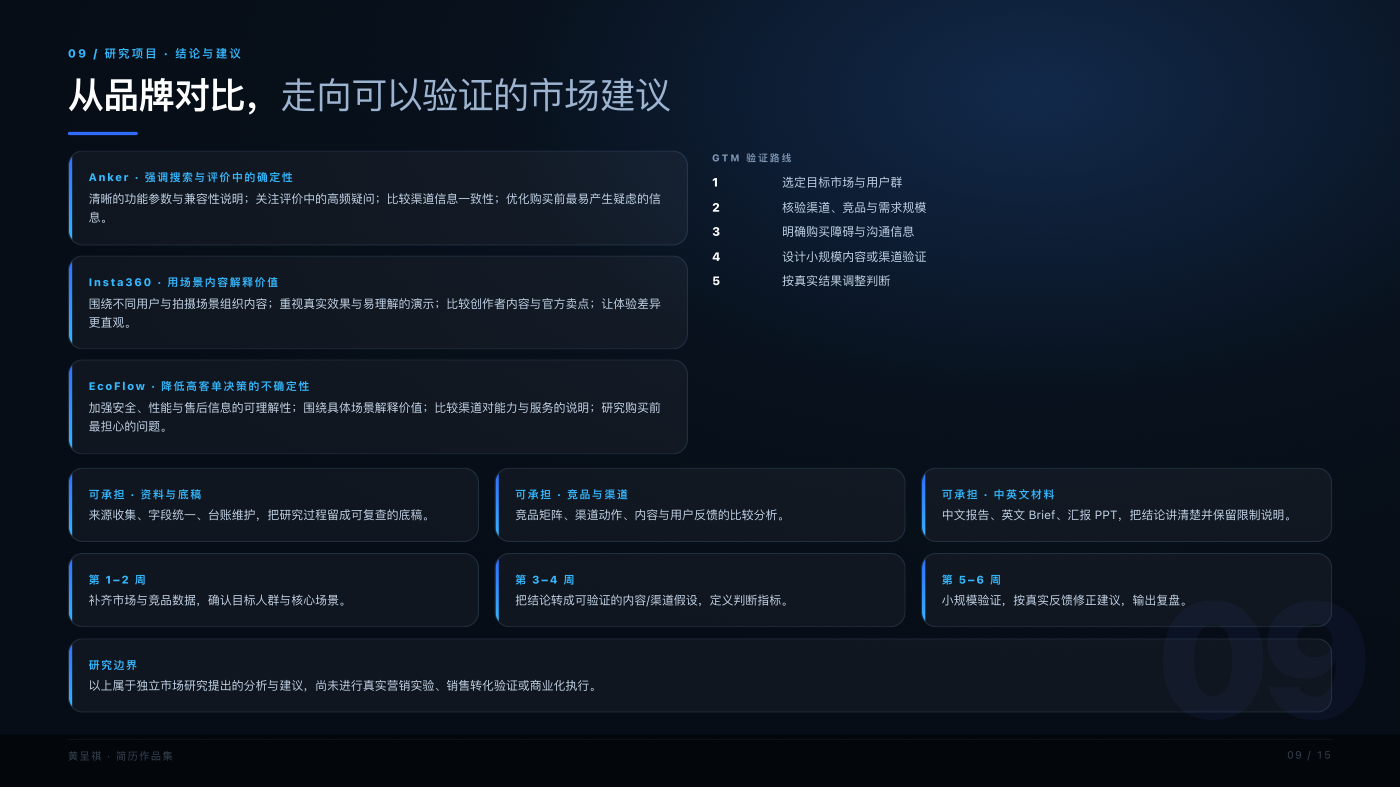 09 / 研究项目 · 结论与建议
从品牌对比，走向可以验证的市场建议
Anker · 强调搜索与评价中的确定性
清晰的功能参数与兼容性说明；关注评价中的高频疑问；比较渠道信息一致性；优化购买前最易产生疑虑的信
息。
Insta360 · 用场景内容解释价值
围绕不同用户与拍摄场景组织内容；重视真实效果与易理解的演示；比较创作者内容与官方卖点；让体验差异
更直观。
EcoFlow · 降低高客单决策的不确定性
加强安全、性能与售后信息的可理解性；围绕具体场景解释价值；比较渠道对能力与服务的说明；研究购买前
最担心的问题。
GTM 验证路线
1 选定目标市场与用户群
2 核验渠道、竞品与需求规模
3 明确购买障碍与沟通信息
4 设计小规模内容或渠道验证
5 按真实结果调整判断
可承担 · 资料与底稿
来源收集、字段统一、台账维护，把研究过程留成可复查的底稿。
可承担 · 竞品与渠道
竞品矩阵、渠道动作、内容与用户反馈的比较分析。
可承担 · 中英文材料
中文报告、英文 Brief、汇报 PPT，把结论讲清楚并保留限制说明。
第 1–2 周
补齐市场与竞品数据，确认目标人群与核心场景。
第 3–4 周
把结论转成可验证的内容/渠道假设，定义判断指标。
第 5–6 周
小规模验证，按真实反馈修正建议，输出复盘。
研究边界
以上属于独立市场研究提出的分析与建议，尚未进行真实营销实验、销售转化验证或商业化执行。
09
黄呈祺 · 简历作品集
09 / 15